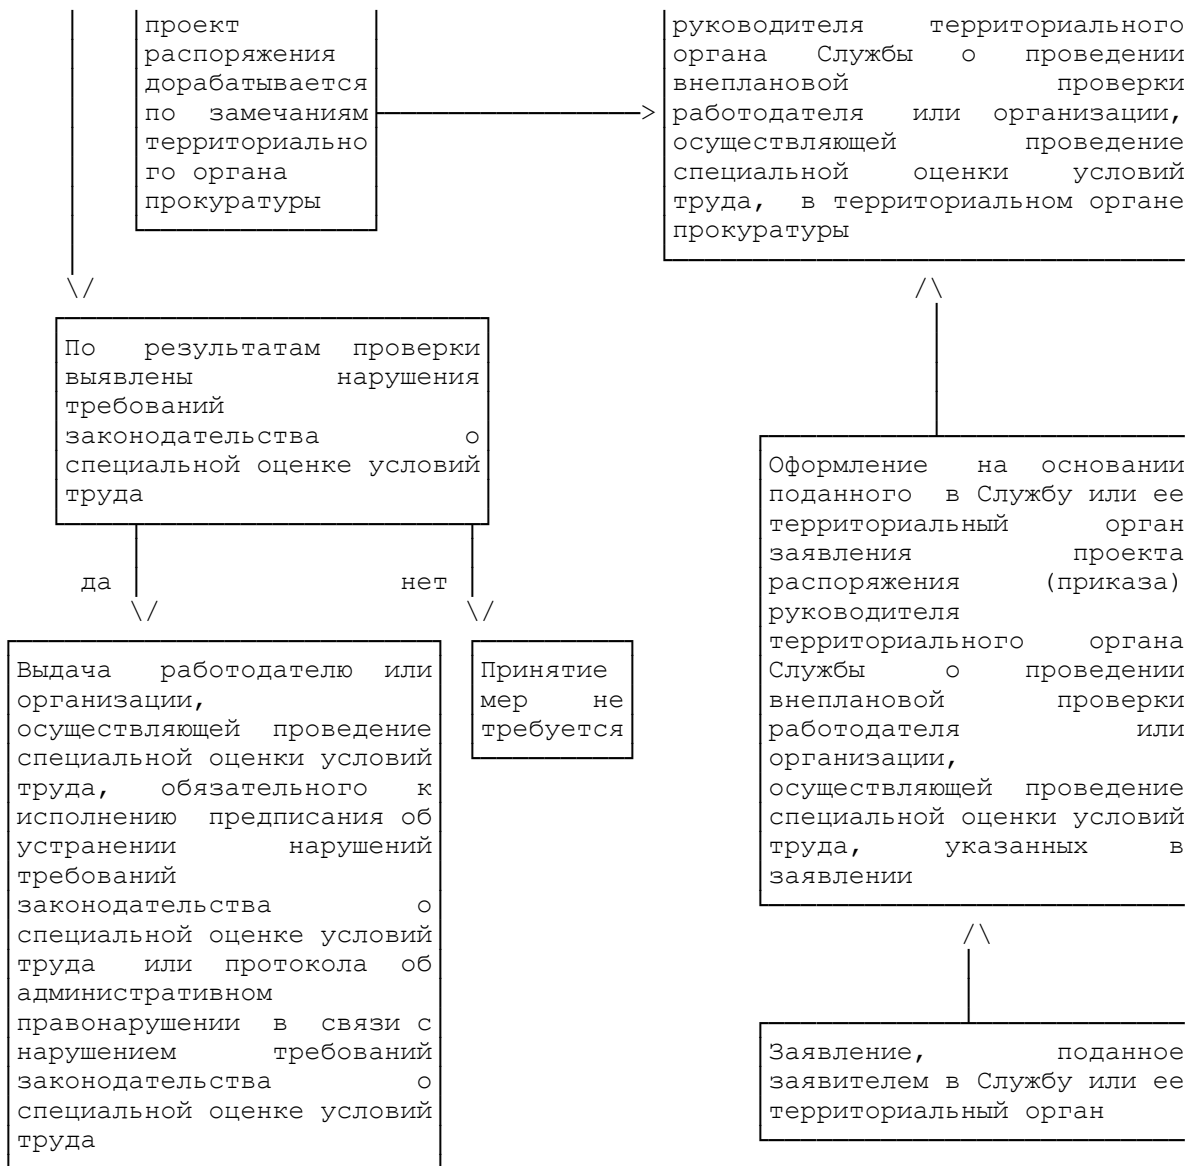 проект
распоряжения
дорабатывается
по замечаниям
территориально
го органа
прокуратуры
руководителя территориального
органа Службы о проведении
внеплановой проверки
работодателя или организации,
осуществляющей проведение
специальной оценки условий
труда, в территориальном органе
прокуратуры
По результатам проверки
выявлены нарушения
требований
законодательства о
специальной оценке условий
труда
да
нет
Выдача работодателю или
организации,
осуществляющей проведение
специальной оценки условий
труда, обязательного к
исполнению предписания об
устранении нарушений
требований
законодательства о
специальной оценке условий
труда или протокола об
административном
правонарушении в связи с
нарушением требований
законодательства о
специальной оценке условий
труда
Принятие
мер не
требуется
Оформление на основании
поданного в Службу или ее
территориальный орган
заявления проекта
распоряжения (приказа)
руководителя
территориального органа
Службы о проведении
внеплановой проверки
работодателя или
организации,
осуществляющей проведение
специальной оценки условий
труда, указанных в
заявлении
Заявление, поданное
заявителем в Службу или ее
территориальный орган